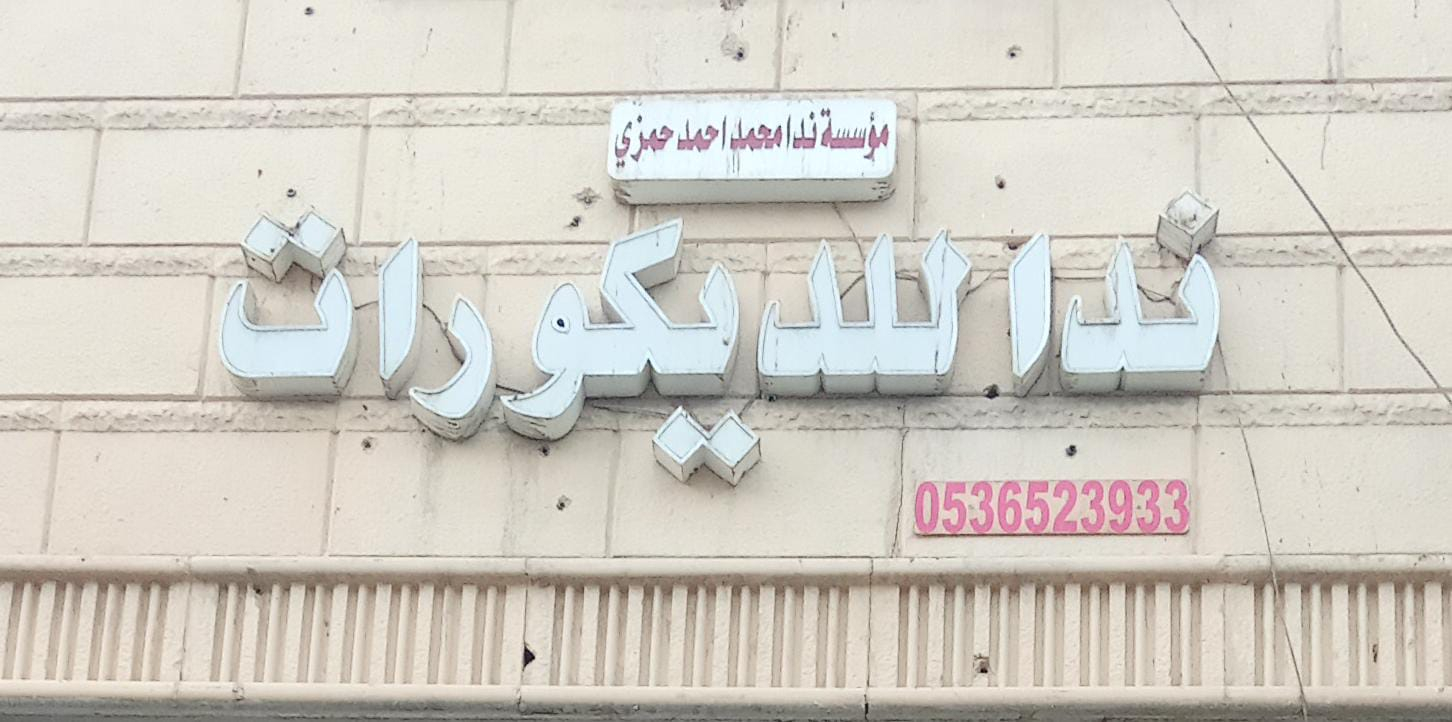 مؤسسة ندا محمد احمد حمزي
ندا للديكورات
0536523933